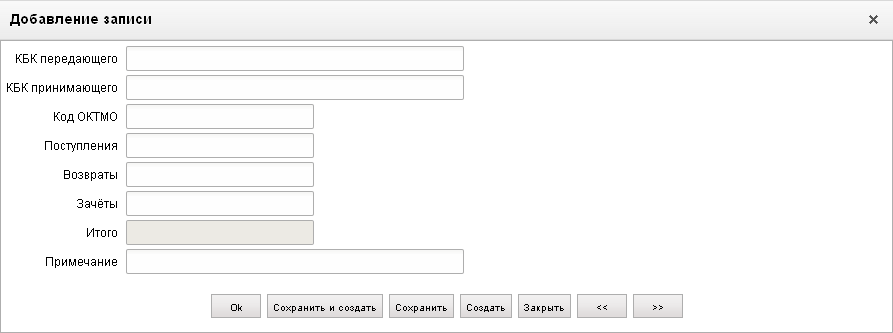 Добавление записи
КБК передающего
КБК принимающего
Код ОКТМО
Поступления
Возвраты
Зачёты
Итого
Примечание
Ok Сохранить и создать Сохранить Создать Закрыть << >>